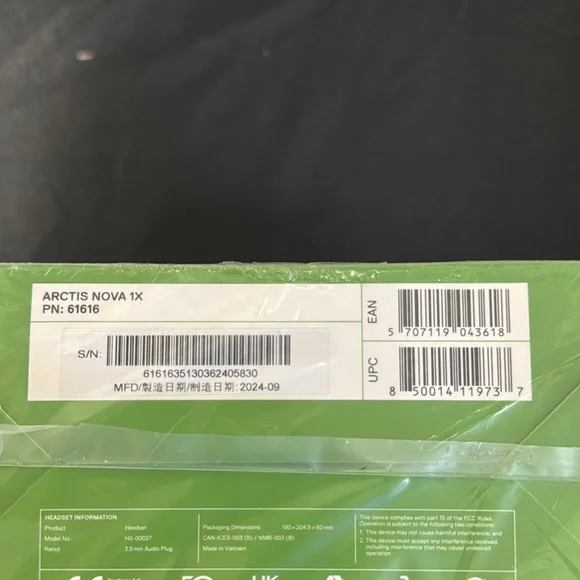 ARCTIS NOVA 1X
PN: 61616
S/N:
6161635130362405830
MFD/製造日期/制造日期: 2024-09
EAN
5 707119 043618
UPC
8 50014 11973 7
HEADSET INFORMATION
Product Headset
Model No. HS-00027
Rated 3.5mm Audio Plug
Packaging Dimensions
CAN-ICES-003 (B) / NMB-003 (B)
Made in Vietnam
This device complies with part 15 of the FCC Rules.
Operation is subject to the following two conditions:
1. This device may not cause harmful interference, and
2. This device must accept any interference received,
including interference that may cause undesired
operation.